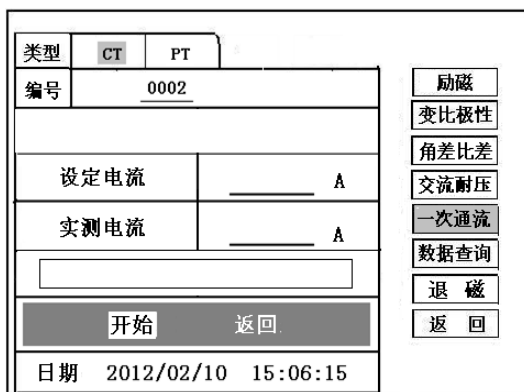 类型 CT PT
编号 0002
设定电流 A
实测电流 A
开始 返回
日期 2012/02/10 15:06:15
励磁
变比极性
角差比差
交流耐压
一次通流
数据查询
退 磁
返 回